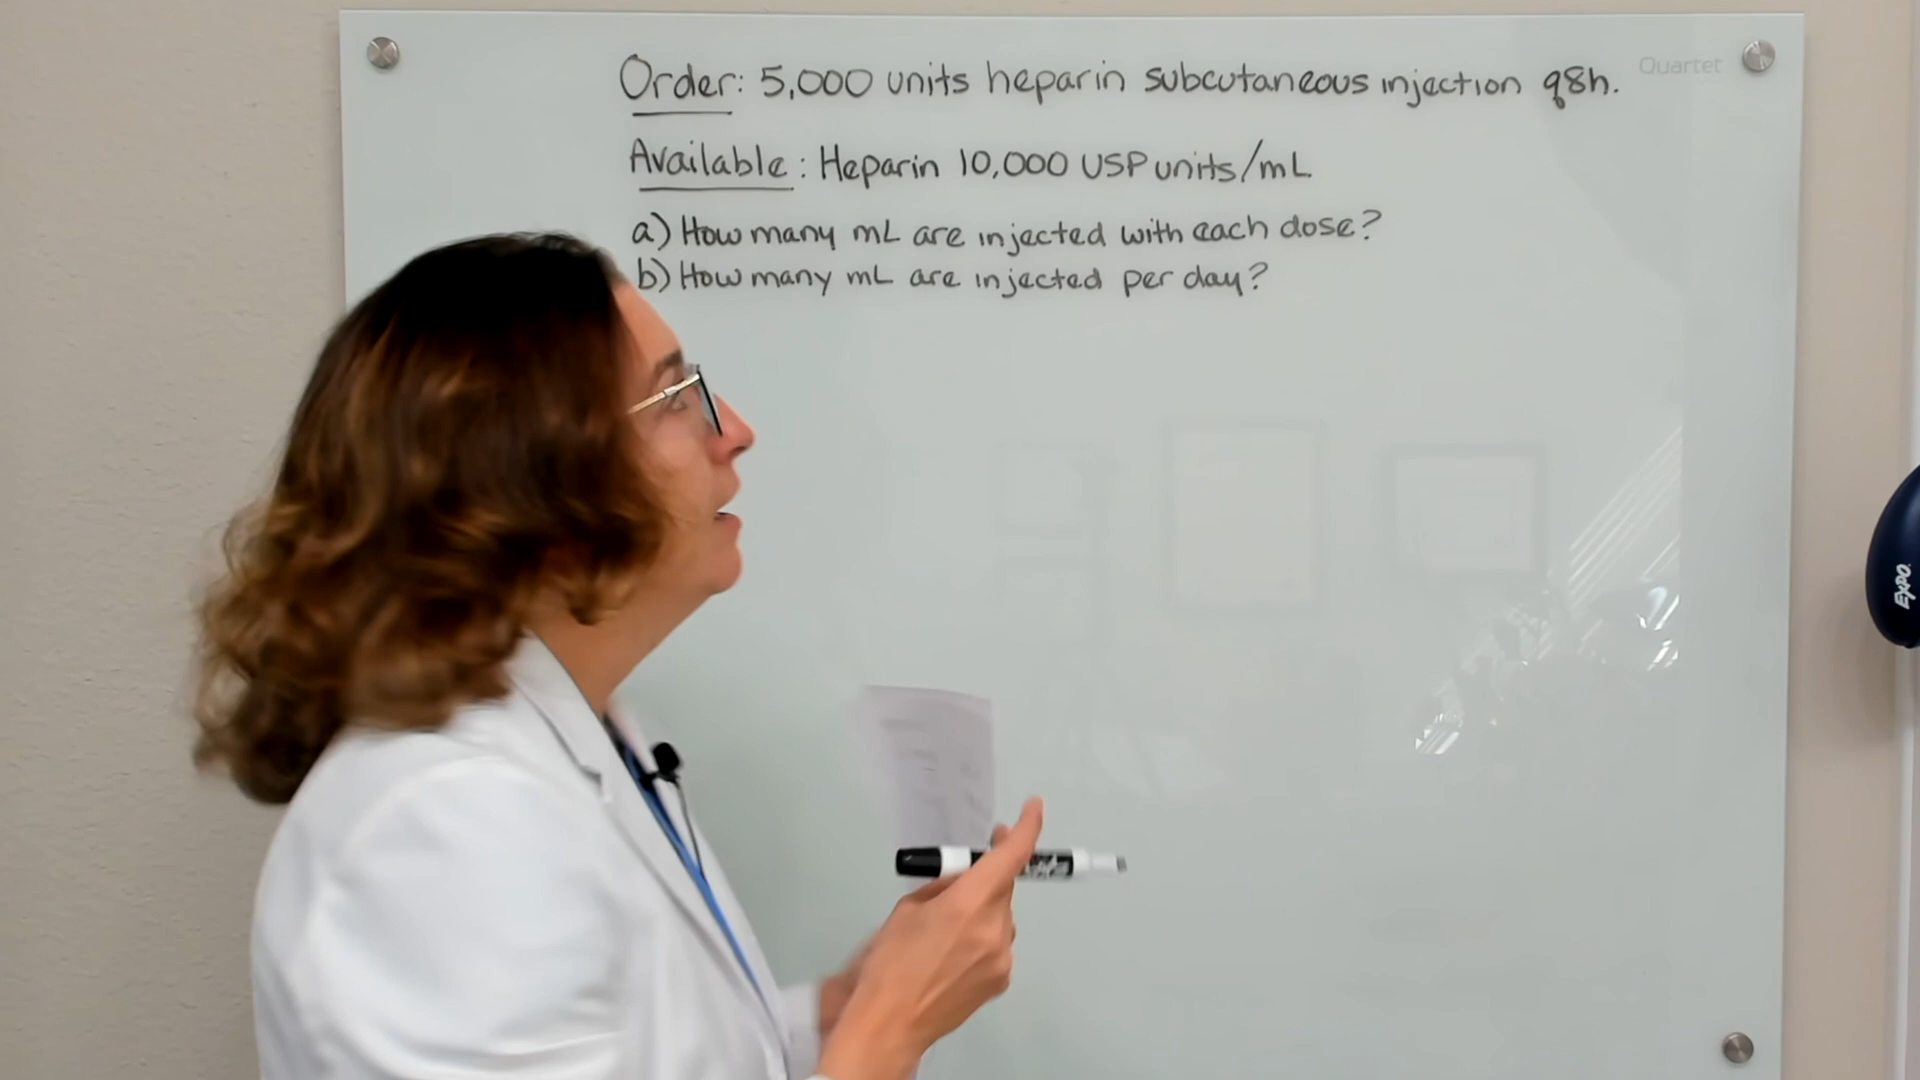 Quartet
Order: 5,000 units heparin subcutaneous injection q8h.
Available: Heparin 10,000 USP units/mL
a) How many mL are injected with each dose?
b) How many mL are injected per day?
EXPO